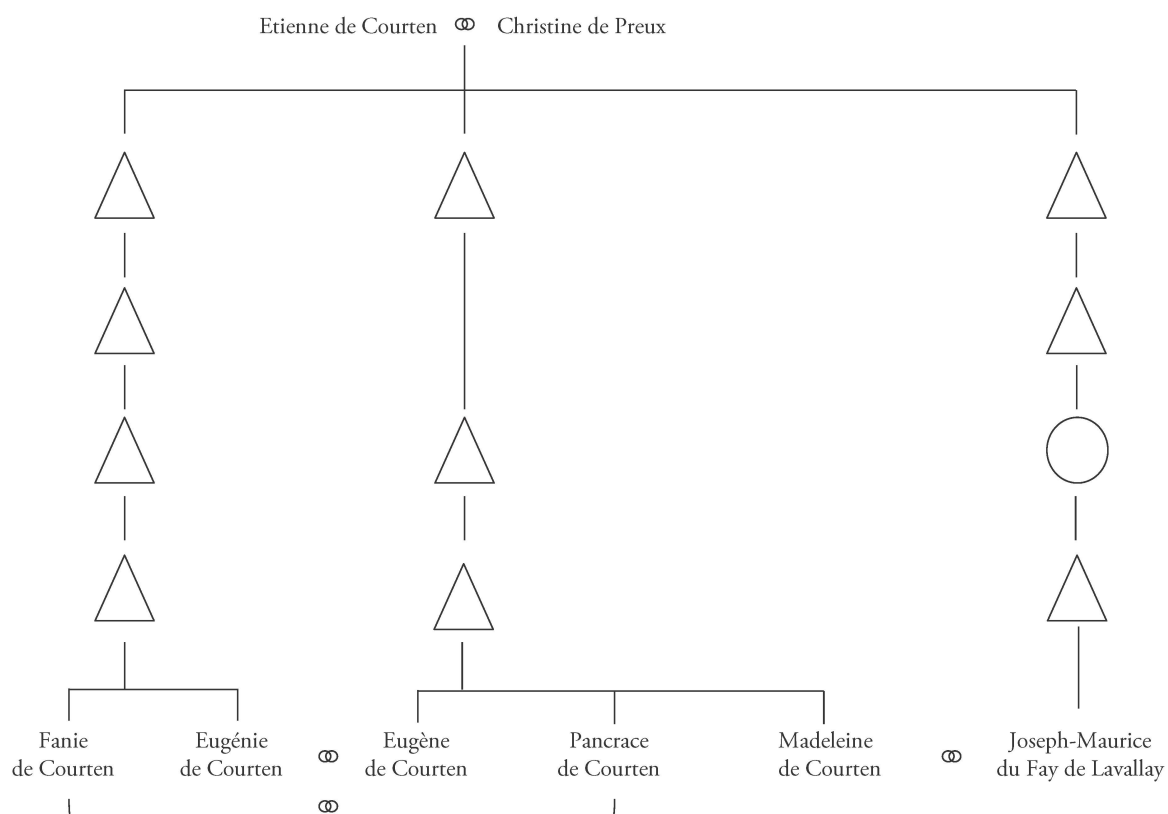 Etienne de Courten Christine de Preux
Fanie Eugénie Eugène Pancrace Madeleine Joseph-Maurice
de Courten de Courten de Courten de Courten de Courten du Fay de Lavallay